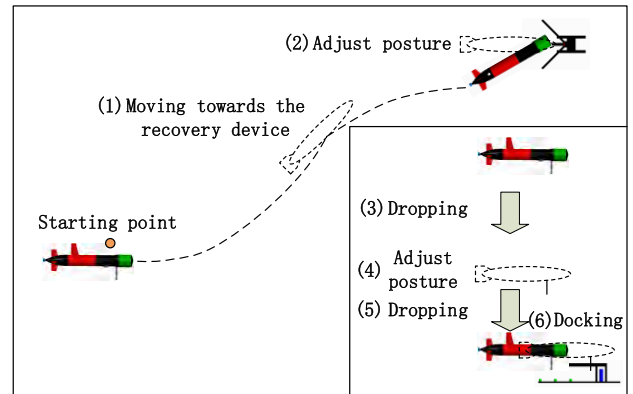 (2)Adjust posture
(1)Moving towards the
recovery device
Starting point
(3)Dropping
(4) Adjust
posture
(5) Dropping
(6)Docking